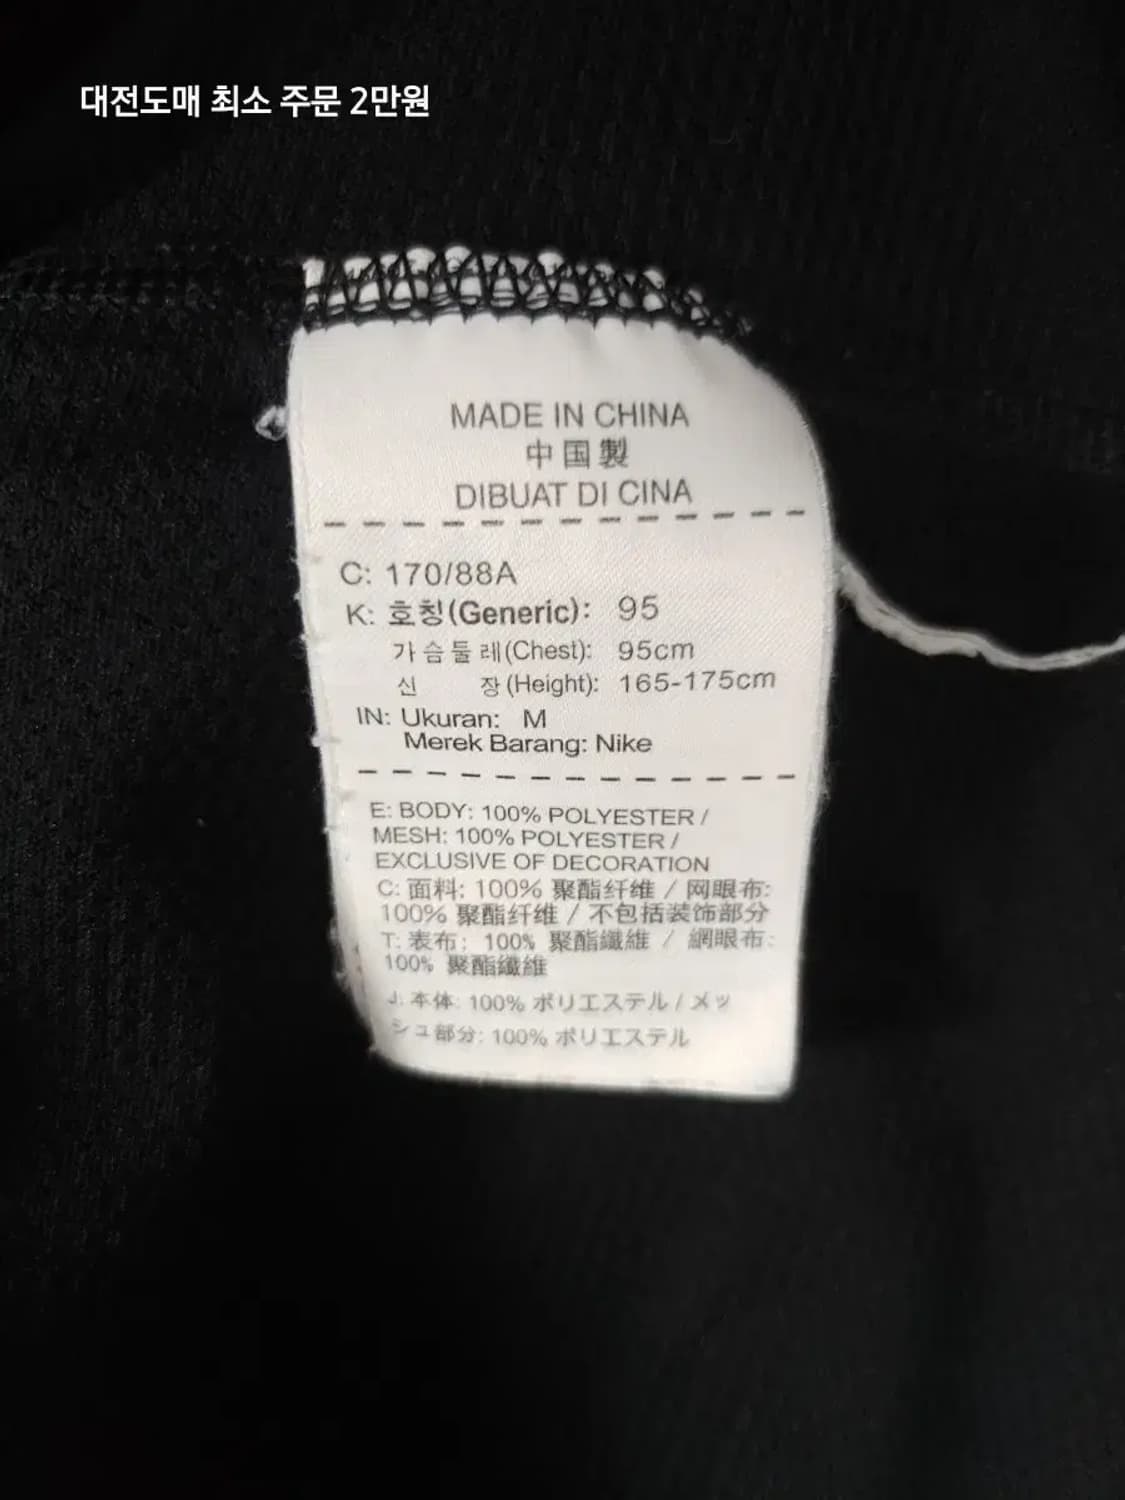 대전도매 최소 주문 2만원
MADE IN CHINA
中国製
DIBUAT DI CINA
C: 170/88A
K: 호칭(Generic): 95
가슴둘레(Chest): 95cm
신 장(Height): 165-175cm
IN: Ukuran: M
Merek Barang: Nike
E: BODY: 100% POLYESTER /
MESH: 100% POLYESTER /
EXCLUSIVE OF DECORATION
C: 面料: 100% 聚酯纤维 / 网眼布:
100% 聚酯纤维 / 不包括装饰部分
T: 表布: 100% 聚酯纖維 / 網眼布:
100% 聚酯纖維
J: 本体: 100% ポリエステル / メッ
シュ部分: 100% ポリエステル